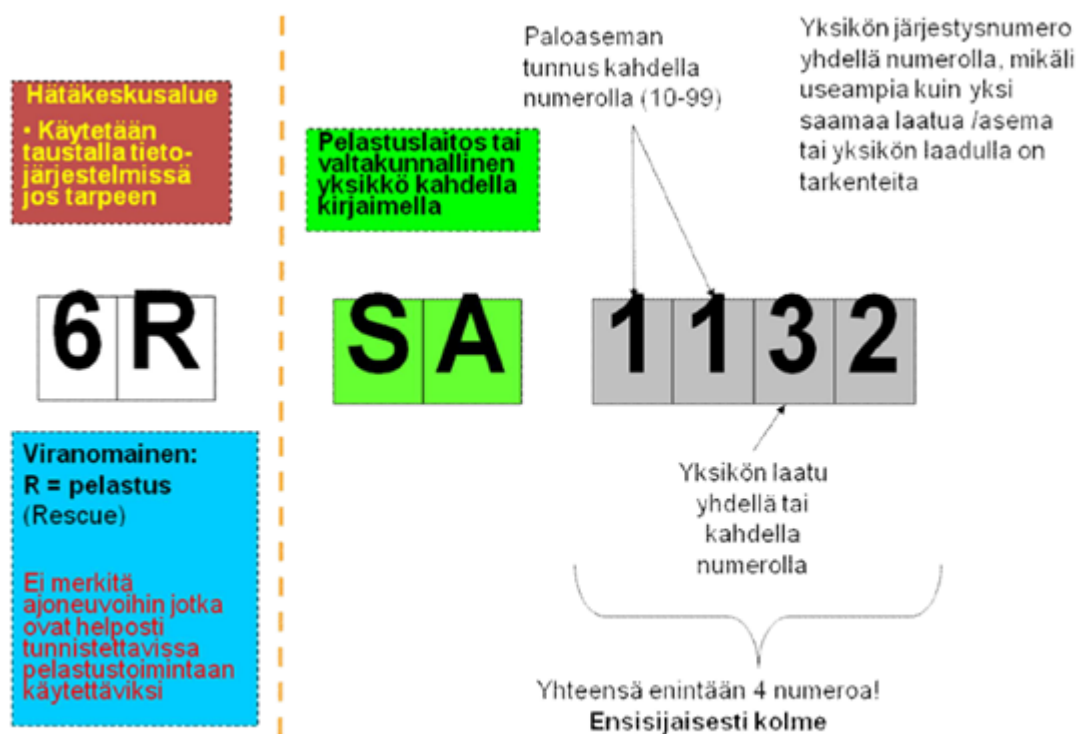 Hätäkeskusalue
• Käytetään
taustalla tieto-
järjestelmissä
jos tarpeen
Pelastuslaitos tai
valtakunnallinen
yksikkö kahdella
kirjaimella
Paloaseman
tunnus kahdella
numerolla (10-99)
Yksikön järjestysnumero
yhdellä numerolla, mikäli
useampia kuin yksi
saamaa laatua /asema
tai yksikön laadulla on
tarkenteita
6R SA 1132
Viranomainen:
R = pelastus
(Rescue)
Ei merkitä
ajoneuvoihin jotka
ovat helposti
tunnistettavissa
pelastustoimintaan
käytettäviksi
Yksikön laatu
yhdellä tai
kahdella
numerolla
Yhteensä enintään 4 numeroa!
Ensisijaisesti kolme